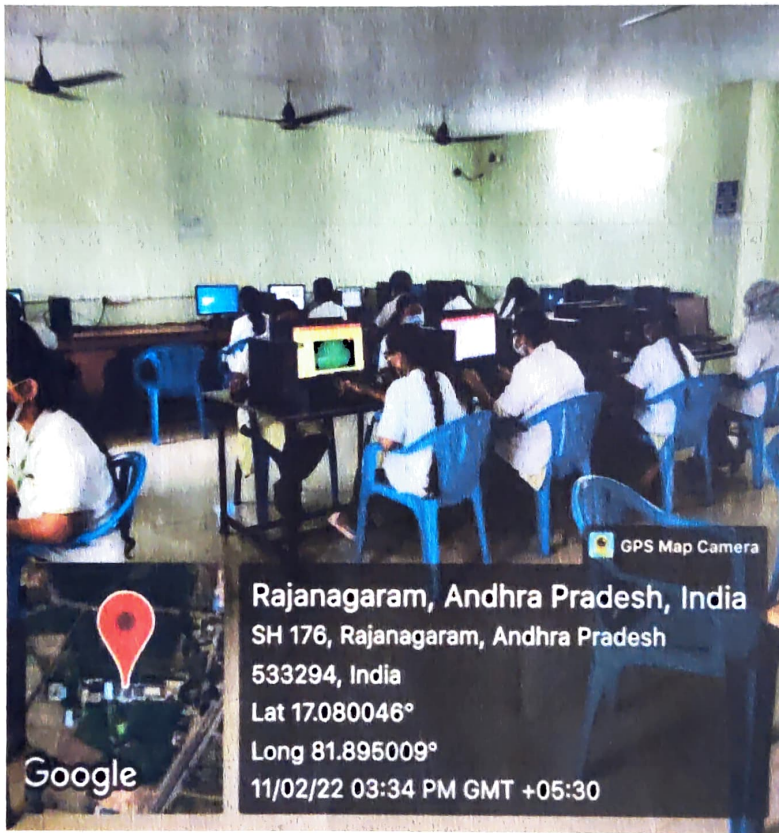 GPS Map Camera
Rajanagaram, Andhra Pradesh, India
SH 176, Rajanagaram, Andhra Pradesh
533294, India
Lat 17.080046°
Long 81.895009°
11/02/22 03:34 PM GMT +05:30
Google